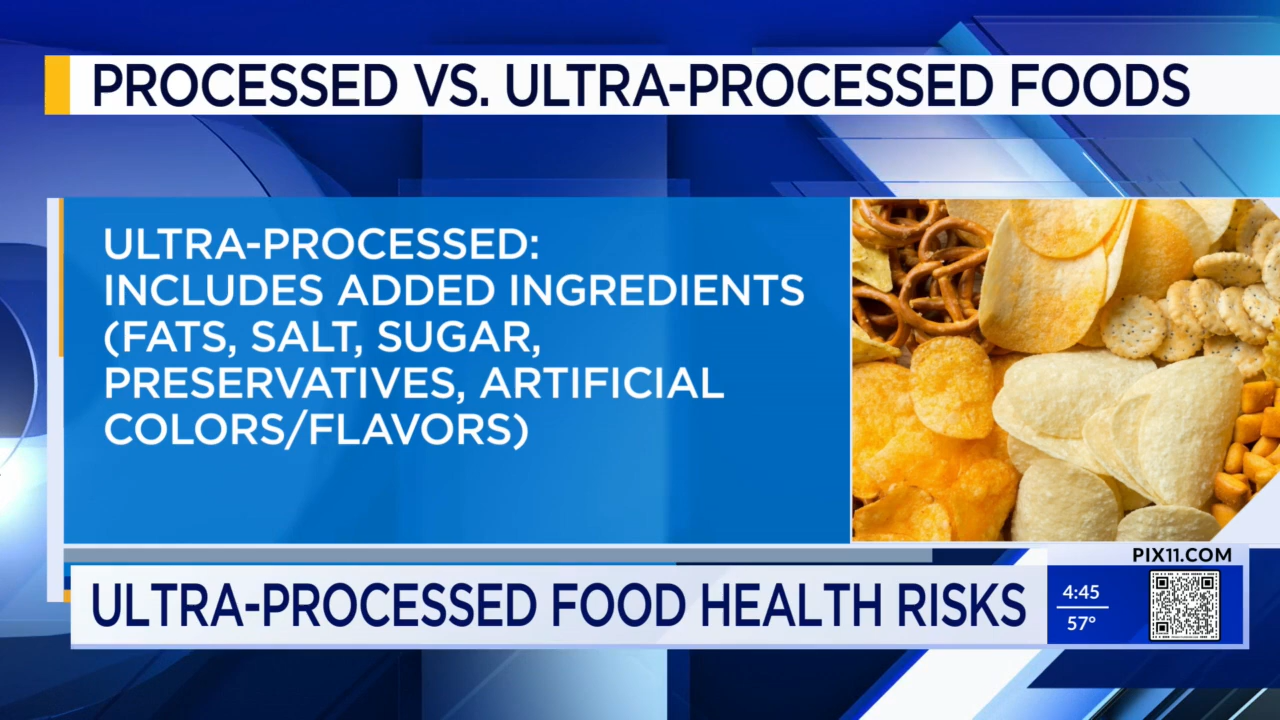 PROCESSED VS. ULTRA-PROCESSED FOODS
ULTRA-PROCESSED:
INCLUDES ADDED INGREDIENTS
(FATS, SALT, SUGAR,
PRESERVATIVES, ARTIFICIAL
COLORS/FLAVORS)
PIX11.COM
ULTRA-PROCESSED FOOD HEALTH RISKS
4:45
57°